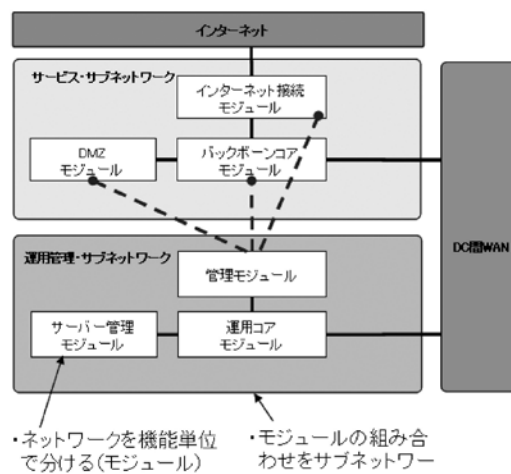 インターネット
サービス・サブネットワーク
インターネット接続
モジュール
DMZ
モジュール
バックボーンコア
モジュール
DC間WAN
運用管理・サブネットワーク
管理モジュール
サーバー管理
モジュール
運用コア
モジュール
・ネットワークを機能単位
で分ける(モジュール)
・モジュールの組み合
わせをサブネットワー